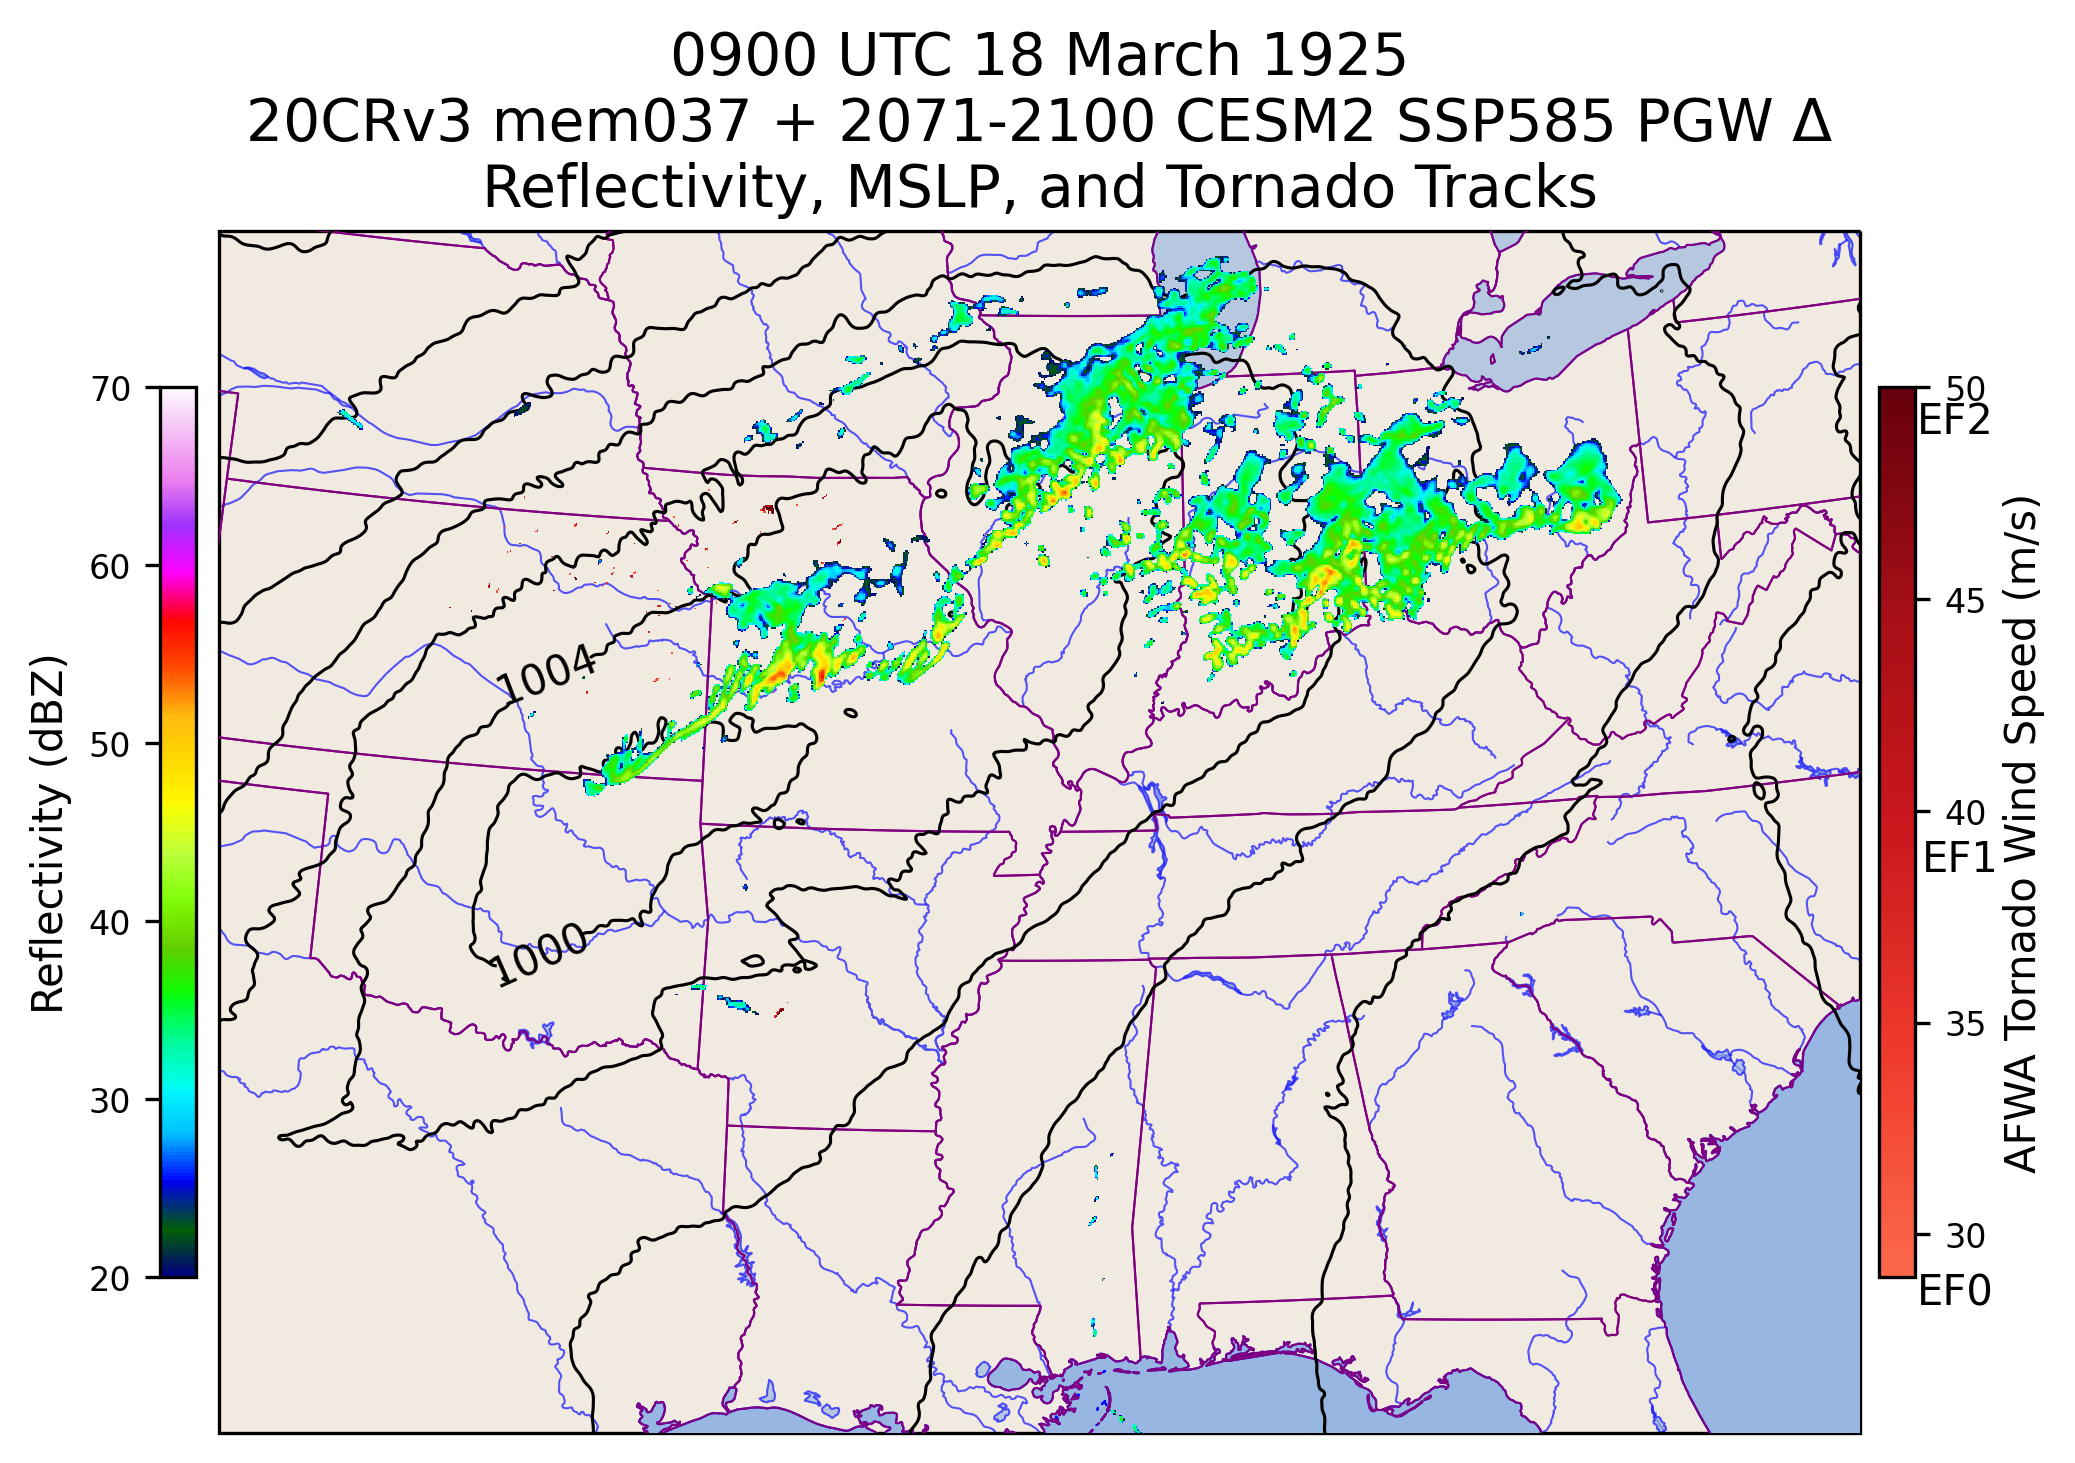 0900 UTC 18 March 1925
20CRv3 mem037 + 2071-2100 CESM2 SSP585 PGW Δ
Reflectivity, MSLP, and Tornado Tracks
70
60
50
40
30
20
Reflectivity (dBZ)
1004
1000
50
EF2
45
40
EF1
35
30
EF0
AFWA Tornado Wind Speed (m/s)